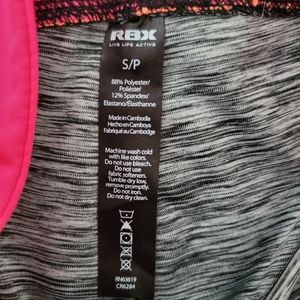 RBX
LIVE LIFE ACTIVE
S/P
88% Polyester/
Poliéster
12% Spandex/
Elastano/Elasthanne
Made in Cambodia
Hecho en Camboya
Fabriqué au Cambodge
Machine wash cold
with like colors.
Do not use bleach.
Do not use
fabric softeners.
Tumble dry low,
remove promptly.
Do not iron.
Do not dry clean.
RN63619
CR6284